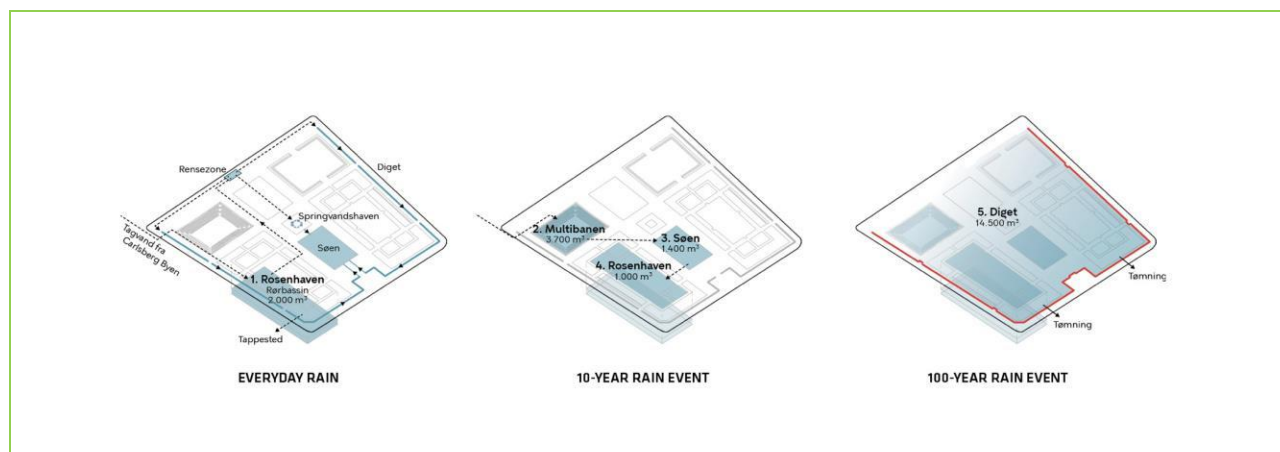 Rensezone
Diget
Springvandshaven
Søen
Tagvand fra
Carlsberg Byen
1. Rosenhaven
Rørbassin
2.000 m³
Tappested
EVERYDAY RAIN
2. Multibanen
3.700 m³
3. Søen
1.400 m³
4. Rosenhaven
1.000 m³
10-YEAR RAIN EVENT
5. Diget
14.500 m³
Tømning
Tømning
100-YEAR RAIN EVENT